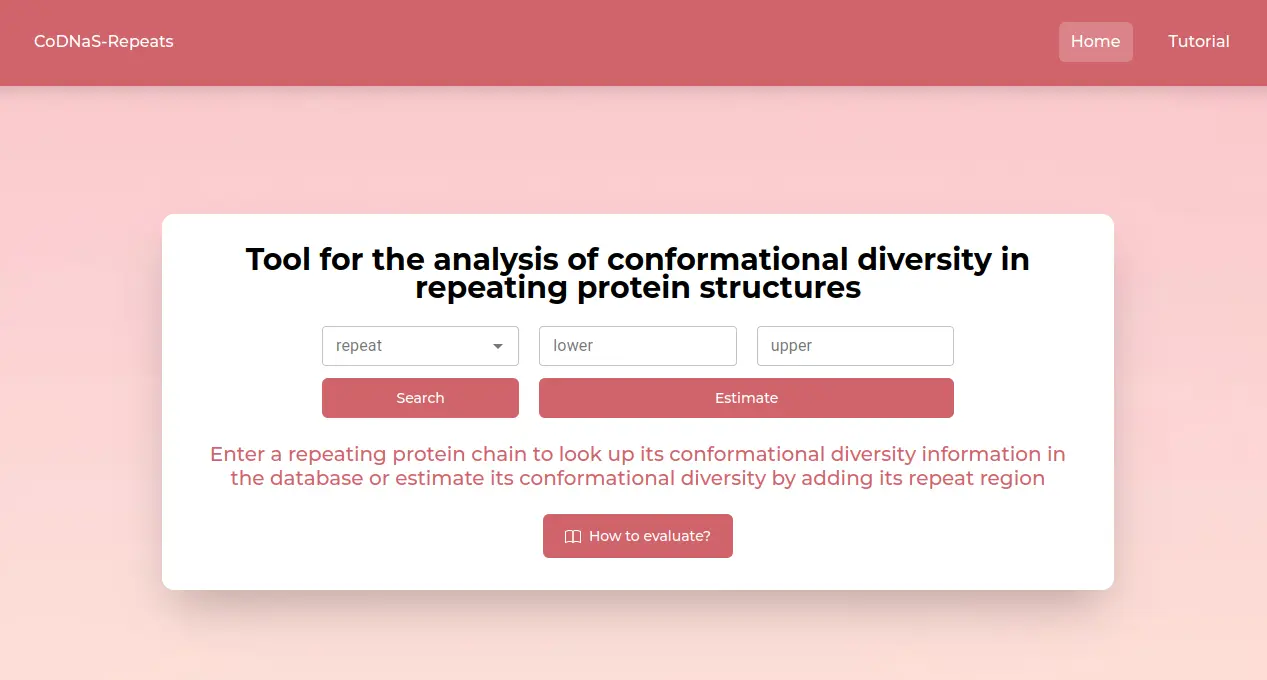 CoDNaS-Repeats Home Tutorial
Tool for the analysis of conformational diversity in
repeating protein structures
repeat lower upper
Search Estimate
Enter a repeating protein chain to look up its conformational diversity information in
the database or estimate its conformational diversity by adding its repeat region
How to evaluate?